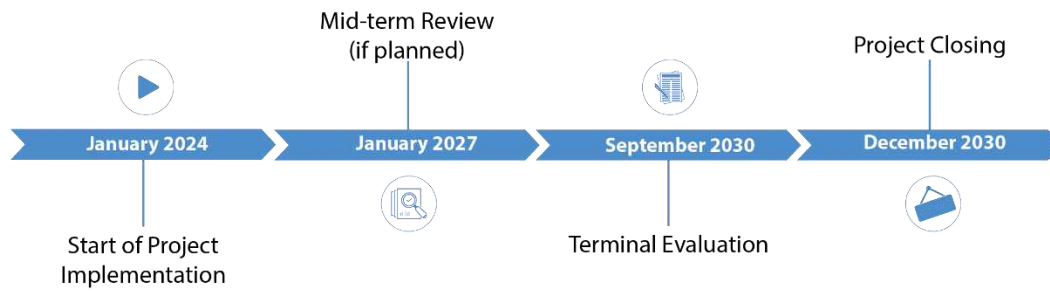 Mid-term Review
(if planned)
Project Closing
January 2024
January 2027
September 2030
December 2030
Start of Project
Implementation
Terminal Evaluation